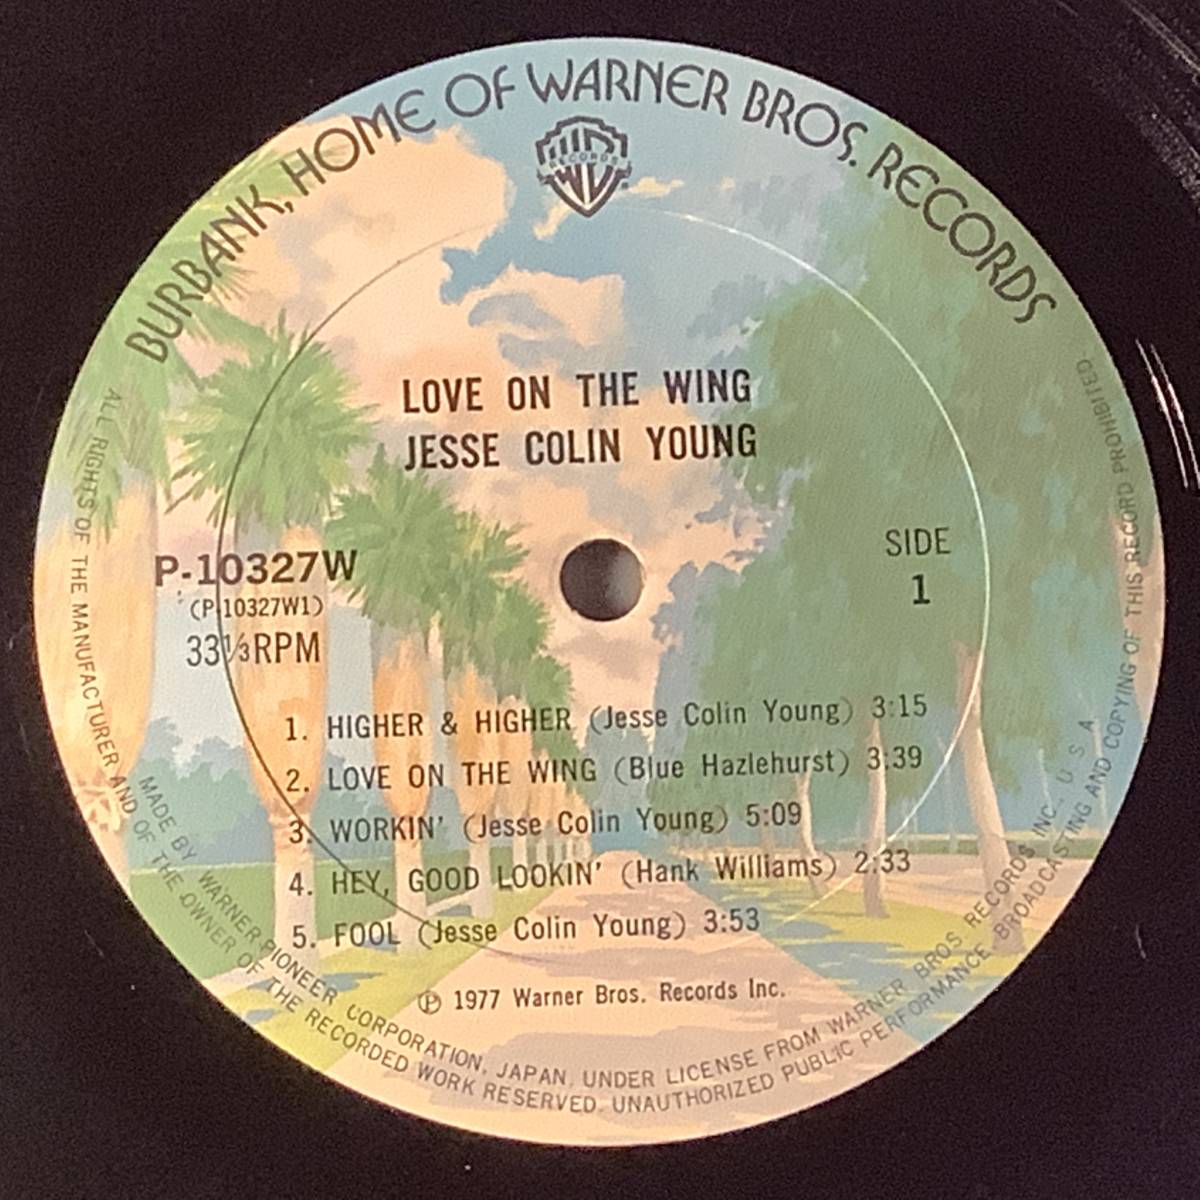 BURBANK, HOME OF WARNER BROS. RECORDS
RECORDS
LOVE ON THE WING
JESSE COLIN YOUNG
P-10327W
(P-10327W1)
33⅓RPM
SIDE
1
1. HIGHER & HIGHER (Jesse Colin Young) 3:15
2. LOVE ON THE WING (Blue Hazlehurst) 3:39
3. WORKIN' (Jesse Colin Young) 5:09
4. HEY, GOOD LOOKIN' (Hank Williams) 2:33
5. FOOL (Jesse Colin Young) 3:53
Ⓟ 1977 Warner Bros. Records Inc.
MADE BY WARNER-PIONEER CORPORATION, JAPAN, UNDER LICENSE FROM WARNER BROS. RECORDS INC., U S A
ALL RIGHTS OF THE MANUFACTURER AND OF THE OWNER OF THE RECORDED WORK RESERVED. UNAUTHORIZED PUBLIC PERFORMANCE, BROADCASTING AND COPYING OF THIS RECORD PROHIBITED